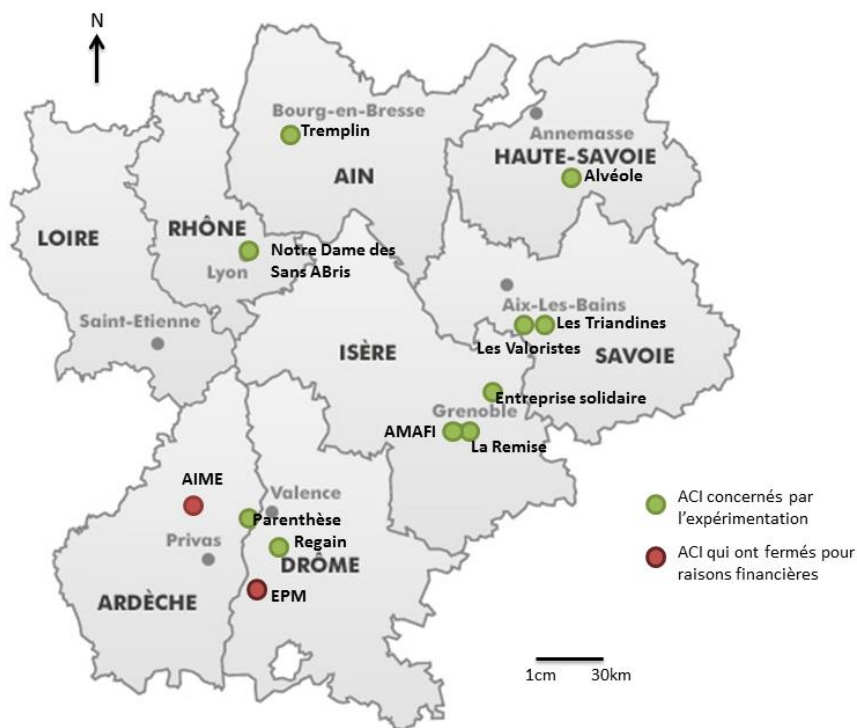 N
Bourg-en-Bresse
Tremplin
AIN
Annemasse
HAUTE-SAVOIE
Alvéole
LOIRE
RHÔNE
Lyon
Notre Dame des
Sans ABris
Saint-Etienne
Aix-Les-Bains
Les Triandines
Les Valoristes
SAVOIE
ISÈRE
Entreprise solidaire
Grenoble
AMAFI
La Remise
AIME
Valence
Parenthèse
Privas
Regain
DRÔME
ARDÈCHE
EPM
ACI concernés par
l’expérimentation
ACI qui ont fermés pour
raisons financières
1cm 30km